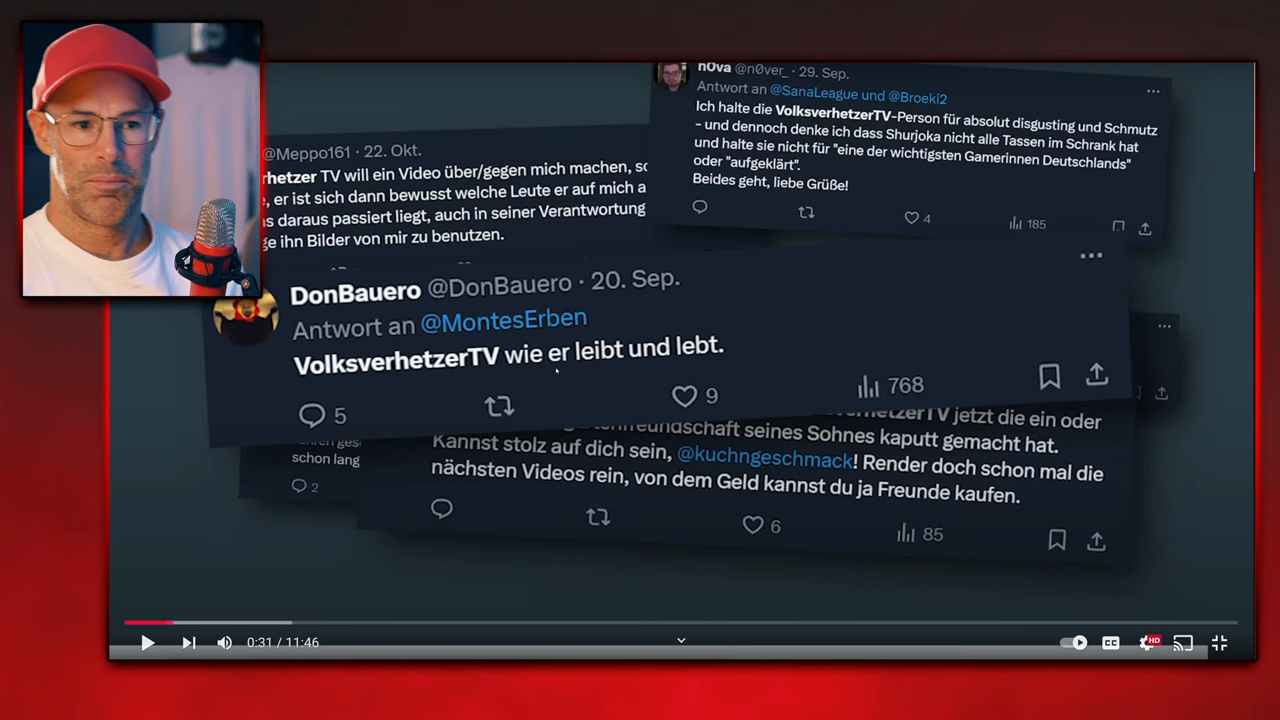 n0va @n0ver_ · 29. Sep.
Antwort an @SanaLeague und @Broeki2
Ich halte die VolksverhetzerTV-Person für absolut disgusting und Schmutz
- und dennoch denke ich dass Shurjoka nicht alle Tassen im Schrank hat
und halte sie nicht für "eine der wichtigsten Gamerinnen Deutschlands"
oder "aufgeklärt".
Beides geht, liebe Grüße!
4
185
@Meppo161 · 22. Okt.
rhetzer TV will ein Video über/gegen mich machen, so
, er ist sich dann bewusst welche Leute er auf mich a
s daraus passiert liegt, auch in seiner Verantwortung
ge ihn Bilder von mir zu benutzen.
DonBauero @DonBauero · 20. Sep.
Antwort an @MontesErben
VolksverhetzerTV wie er leibt und lebt.
5
9
768
schon lang
2
verhetzerTV jetzt die ein oder
tenfreundschaft seines Sohnes kaputt gemacht hat.
Kannst stolz auf dich sein, @kuchngeschmack! Render doch schon mal die
nächsten Videos rein, von dem Geld kannst du ja Freunde kaufen.
6
85
0:31 / 11:46
CC
HD